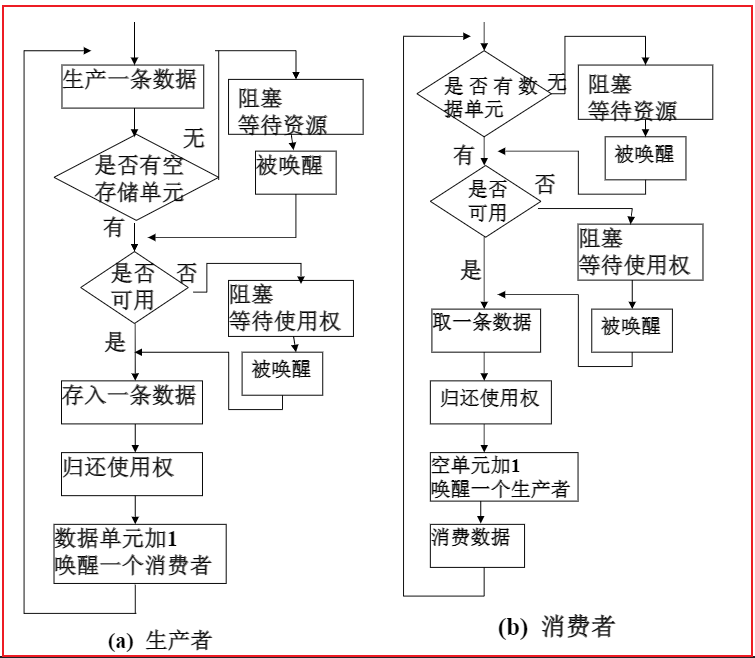 生产一条数据
无
阻塞
等待资源
是否有空
存储单元
被唤醒
有
是否
可用
否
阻塞
等待使用权
是
被唤醒
存入一条数据
归还使用权
数据单元加1
唤醒一个消费者
(a) 生产者
是否有数
据单元
无
阻塞
等待资源
有
被唤醒
是否
可用
否
阻塞
等待使用权
是
取一条数据
被唤醒
归还使用权
空单元加1
唤醒一个生产者
消费数据
(b) 消费者